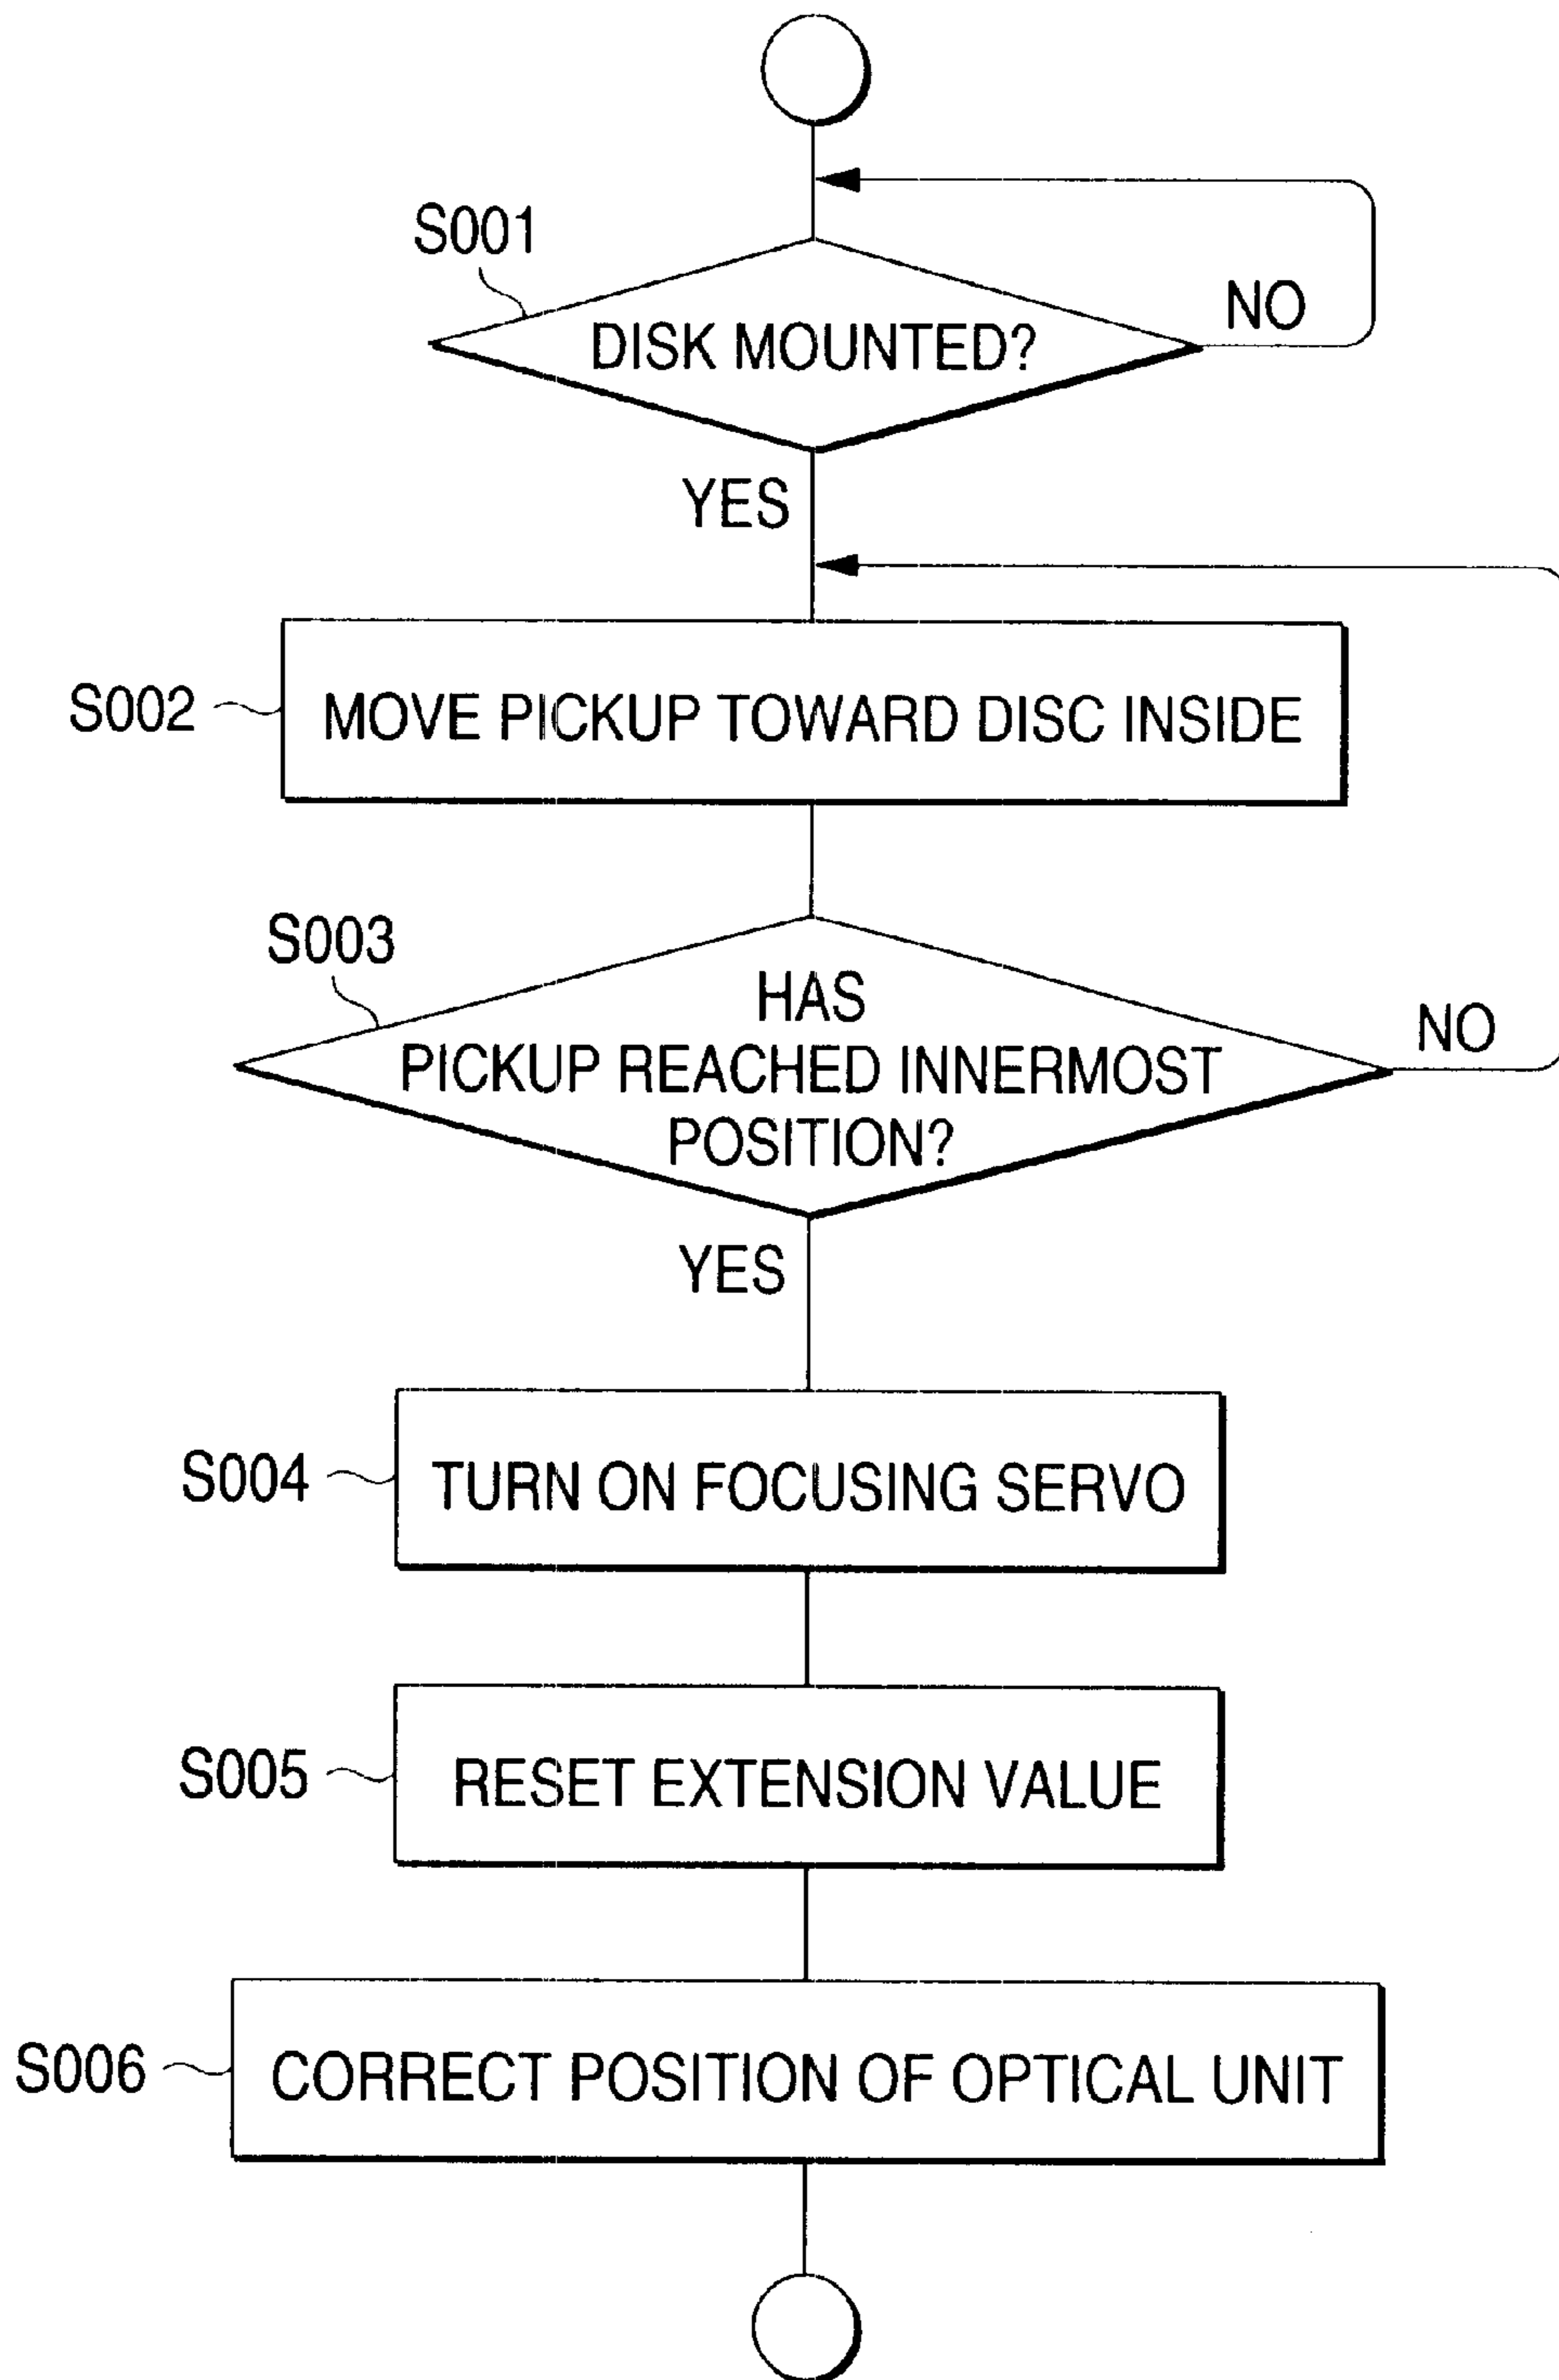 S001
DISK MOUNTED?
NO
YES
S002
MOVE PICKUP TOWARD DISC INSIDE
S003
HAS
PICKUP REACHED INNERMOST
POSITION?
NO
YES
S004
TURN ON FOCUSING SERVO
S005
RESET EXTENSION VALUE
S006
CORRECT POSITION OF OPTICAL UNIT